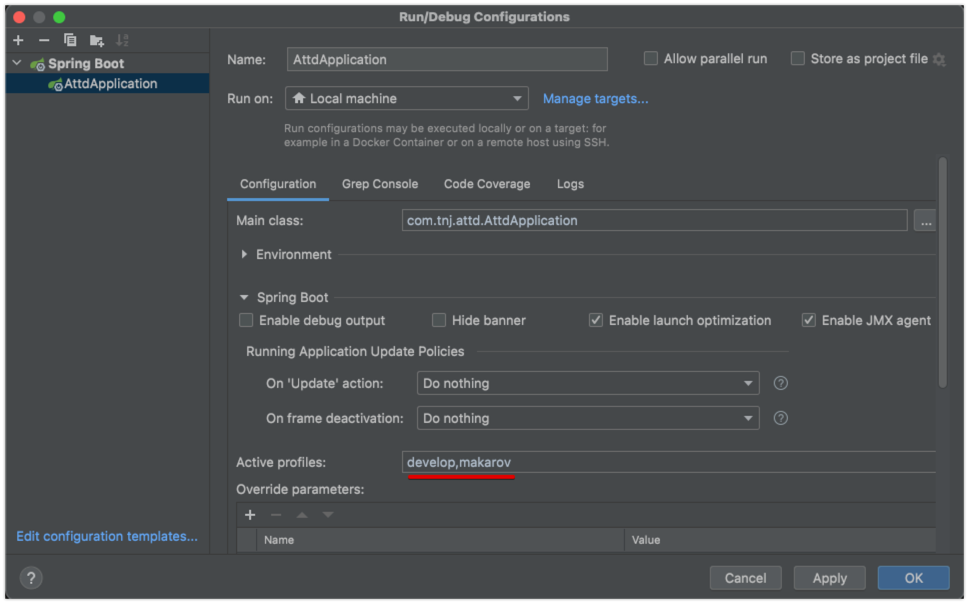 Run/Debug Configurations
Spring Boot
AttdApplication
Edit configuration templates...
Name: AttdApplication Allow parallel run Store as project file
Run on: Local machine Manage targets...
Run configurations may be executed locally or on a target: for
example in a Docker Container or on a remote host using SSH.
Configuration Grep Console Code Coverage Logs
Main class: com.tnj.attd.AttdApplication ...
Environment
Spring Boot
Enable debug output Hide banner Enable launch optimization Enable JMX agent
Running Application Update Policies
On 'Update' action: Do nothing ?
On frame deactivation: Do nothing ?
Active profiles: develop,makarov
Override parameters:
Name Value
? Cancel Apply OK